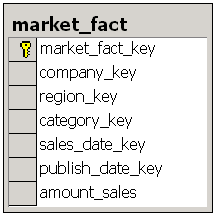 market_fact
market_fact_key
company_key
region_key
category_key
sales_date_key
publish_date_key
amount_sales